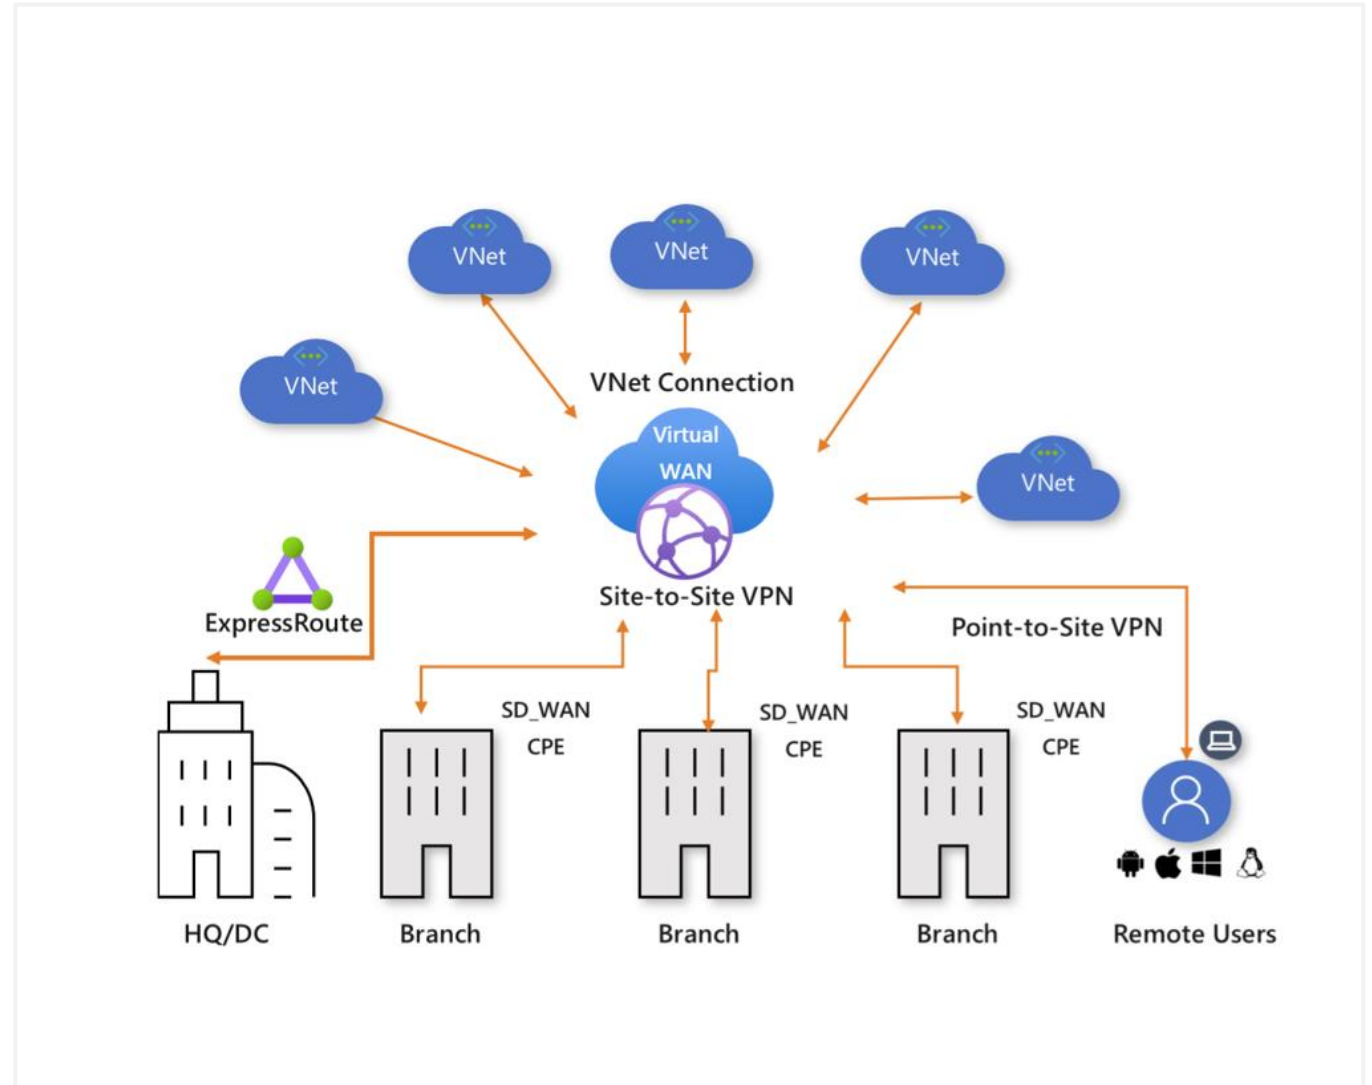 VNet
VNet
VNet
VNet
VNet
VNet Connection
Virtual
WAN
Site-to-Site VPN
ExpressRoute
Point-to-Site VPN
SD_WAN
CPE
SD_WAN
CPE
SD_WAN
CPE
HQ/DC
Branch
Branch
Branch
Remote Users